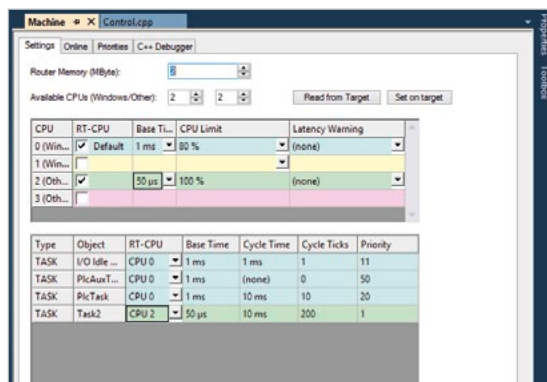 Machine Control.cpp
Settings Online Priorities C++ Debugger
Router Memory (MByte): 2
Available CPUs (Windows/Other): 2 2 Read from Target Set on target
CPU RT-CPU Base Ti... CPU Limit Latency Warning
0 (Win... Default 1 ms 80 % (none)
1 (Win...
2 (Oth... 50 µs 100 % (none)
3 (Oth...
Type Object RT-CPU Base Time Cycle Time Cycle Ticks Priority
TASK I/O Idle ... CPU 0 1 ms 1 ms 1 11
TASK PlcAuxT... CPU 0 1 ms (none) 0 50
TASK PlcTask CPU 0 1 ms 10 ms 10 20
TASK Task2 CPU 2 50 µs 10 ms 200 1
Properties Toolbox